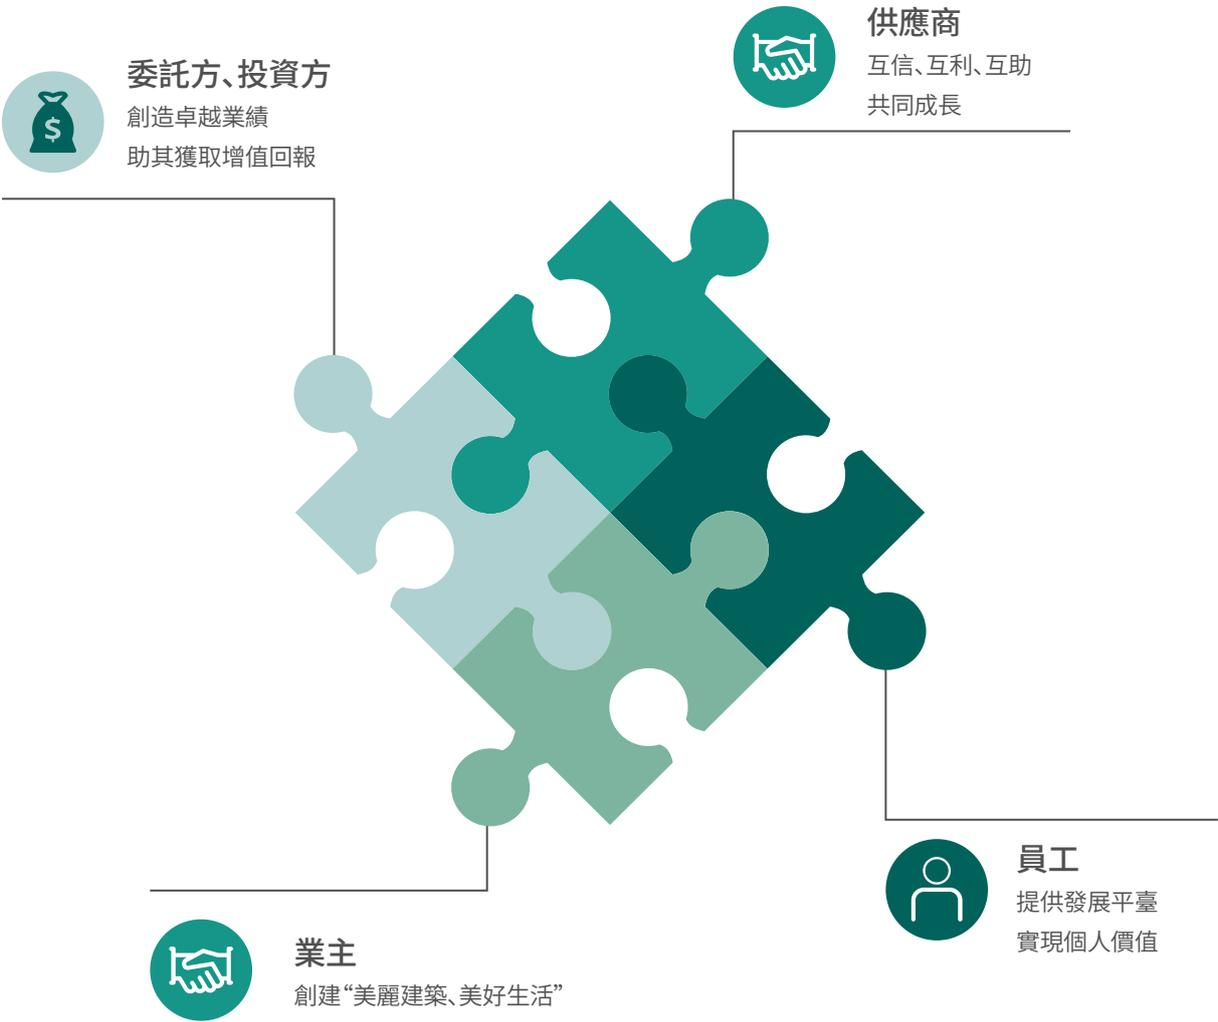 供應商
互信、互利、互助
共同成長
委託方、投資方
創造卓越業績
助其獲取增值回報
$
員工
提供發展平臺
實現個人價值
業主
創建“美麗建築、美好生活”